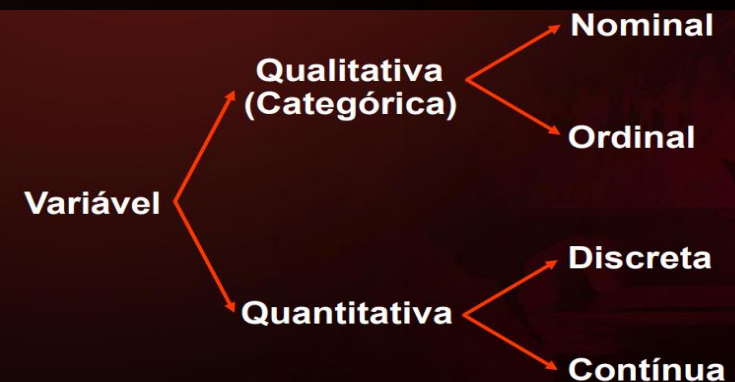 Nominal
Qualitativa
(Categórica)
Ordinal
Variável
Discreta
Quantitativa
Contínua